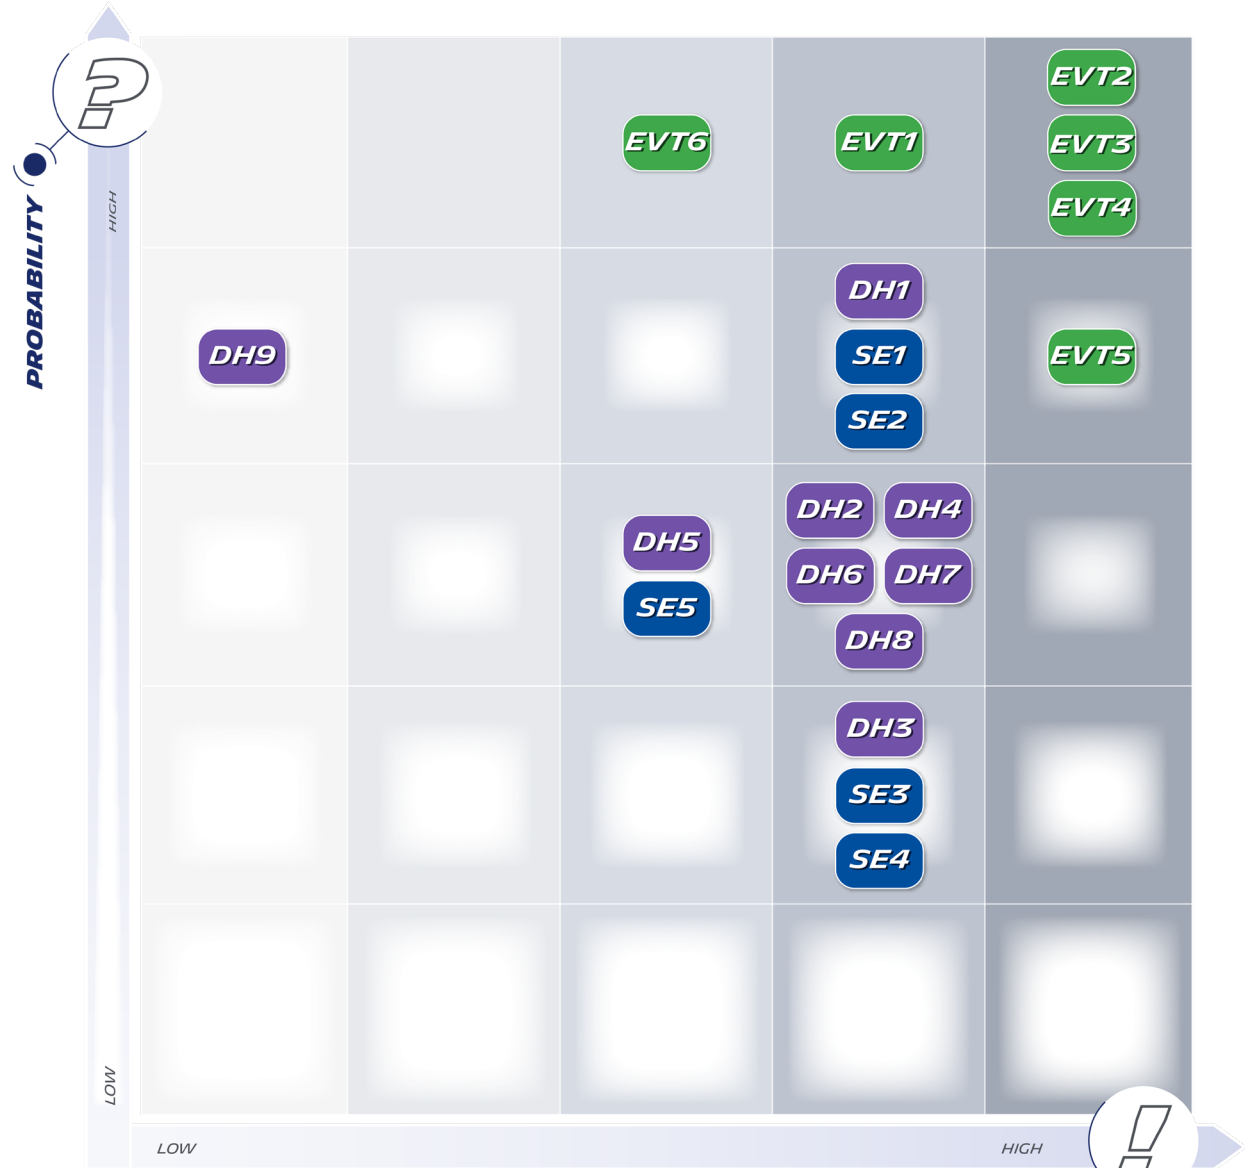 ?
HIGH
PROBABILITY
EVT6
EVT1
EVT2
EVT3
EVT4
DH9
DH1
SE1
SE2
EVT5
DH5
SE5
DH2 DH4
DH6 DH7
DH8
DH3
SE3
SE4
LOW
LOW
HIGH
!